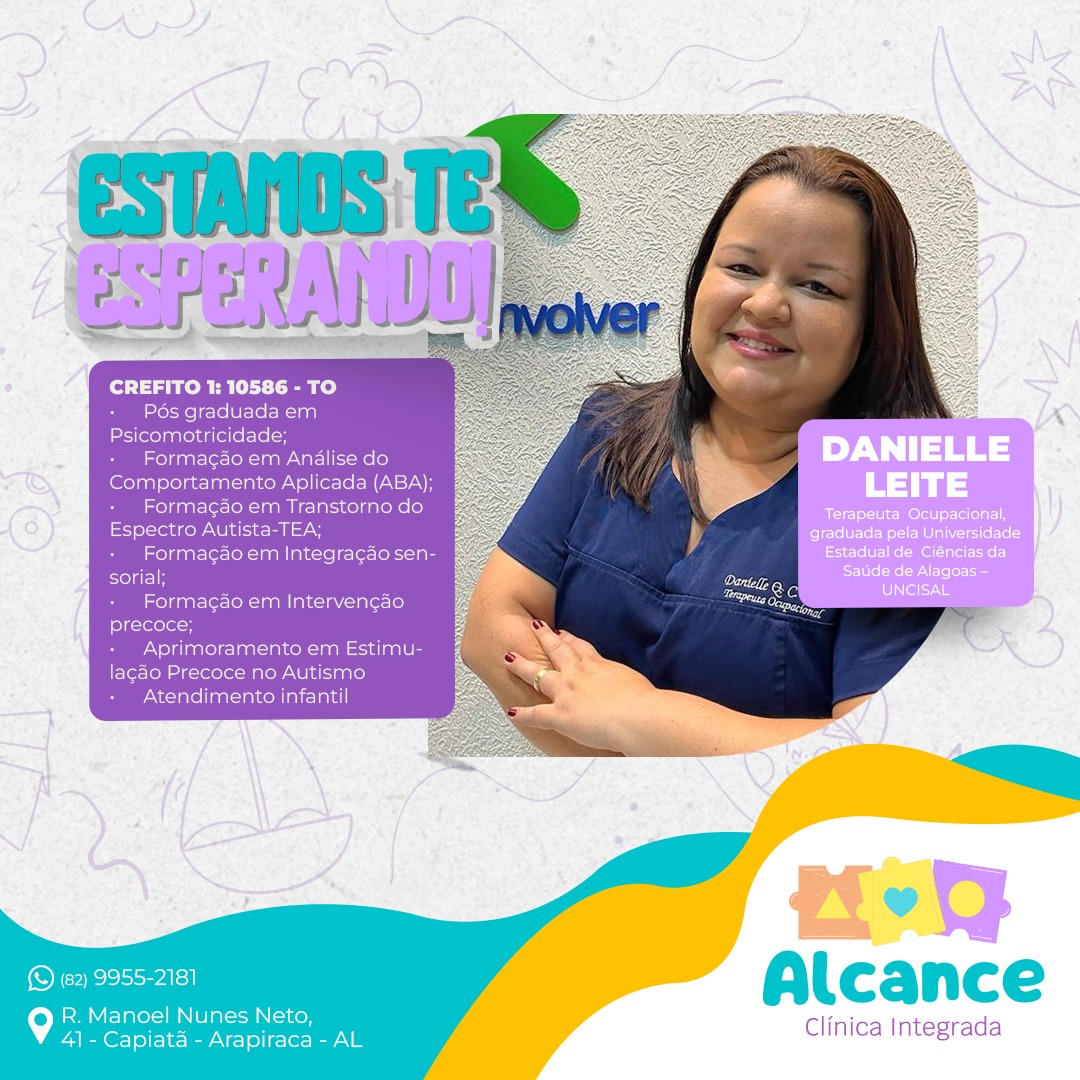 ESTAMOS TE
ESPERANDO!
nvolver
CREFITO 1: 10586 - TO
• Pós graduada em
Psicomotricidade;
• Formação em Análise do
Comportamento Aplicada (ABA);
• Formação em Transtorno do
Espectro Autista-TEA;
• Formação em Integração sen-
sorial;
• Formação em Intervenção
precoce;
• Aprimoramento em Estimu-
lação Precoce no Autismo
• Atendimento infantil
DANIELLE
LEITE
Terapeuta Ocupacional,
graduada pela Universidade
Estadual de Ciências da
Saúde de Alagoas –
UNCISAL
Danielle Q. C
Terapeuta Ocupacional
(82) 9955-2181
R. Manoel Nunes Neto,
41 - Capiatã - Arapiraca - AL
Alcance
Clínica Integrada